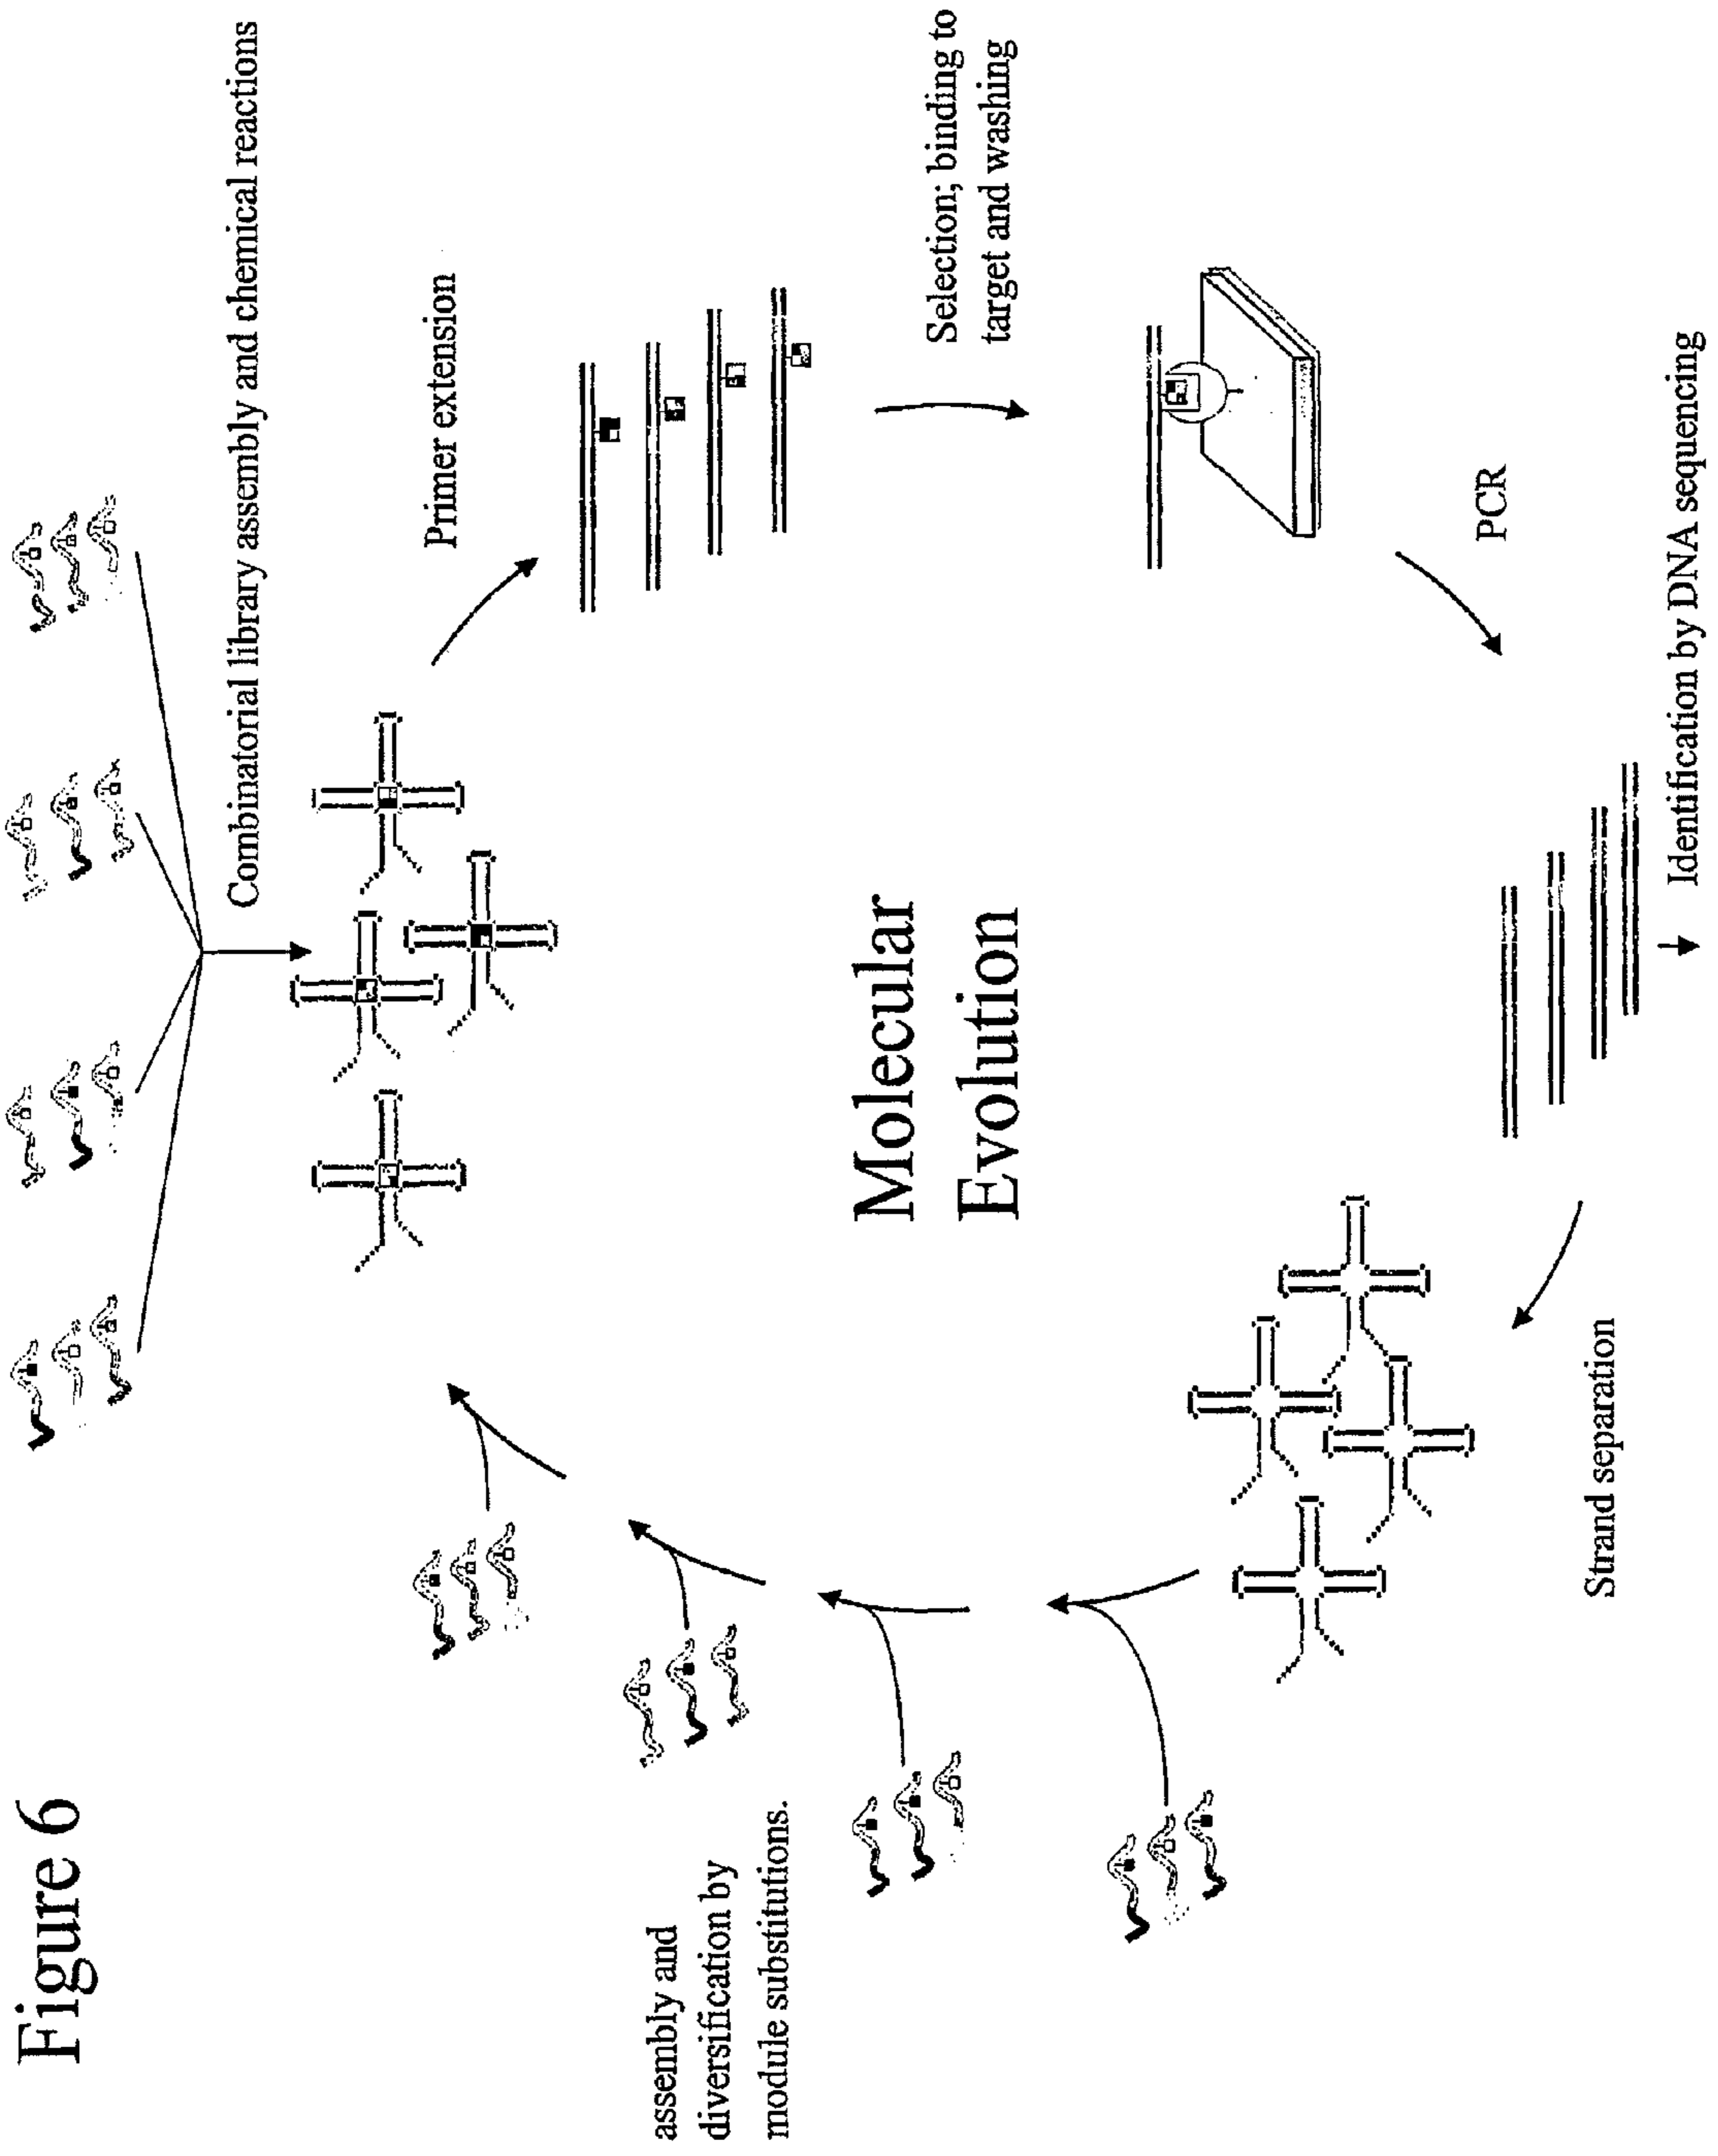 Figure 6
Combinatorial library assembly and chemical reactions
Primer extension
Selection; binding to
target and washing
PCR
Identification by DNA sequencing
Strand separation
assembly and
diversification by
module substitutions.
Molecular
Evolution